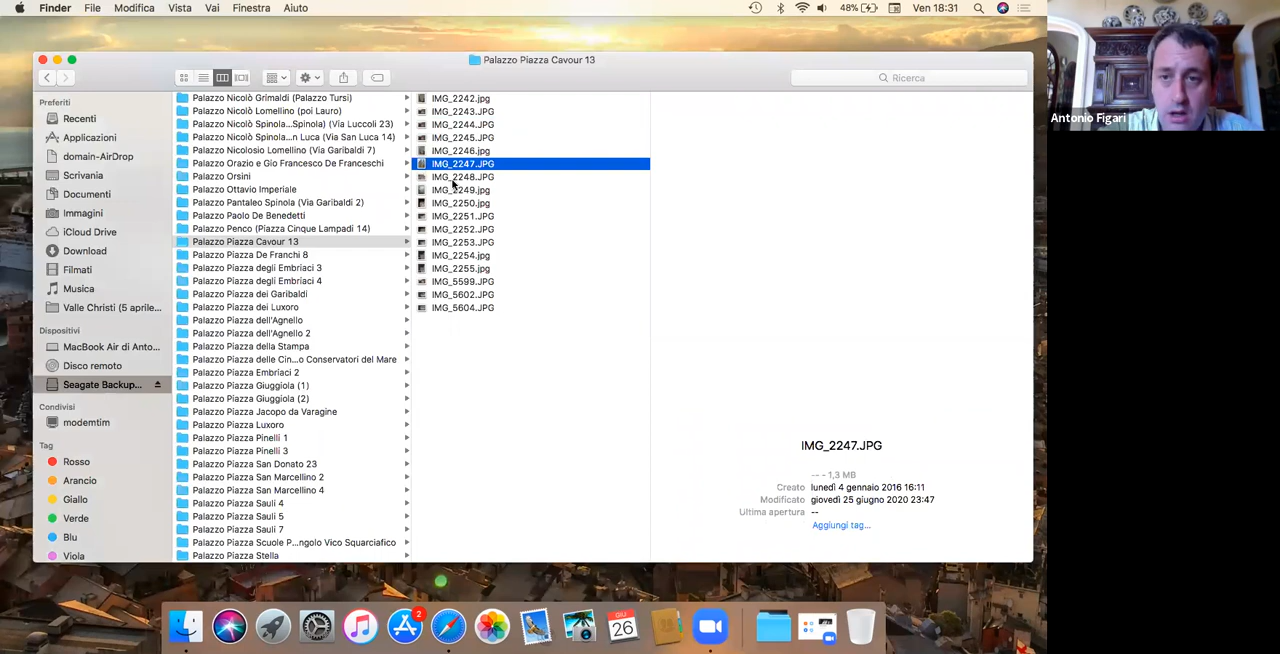 Finder File Modifica Vista Vai Finestra Aiuto 48% Ven 18:31
Palazzo Piazza Cavour 13
Ricerca
Preferiti
Recenti
Applicazioni
domain-AirDrop
Scrivania
Documenti
Immagini
iCloud Drive
Download
Filmati
Musica
Valle Christi (5 aprile...
Dispositivi
MacBook Air di Anto...
Disco remoto
Seagate Backup...
Condivisi
modemtim
Tag
Rosso
Arancio
Giallo
Verde
Blu
Viola
Palazzo Nicolò Grimaldi (Palazzo Tursi)
Palazzo Nicolò Lomellino (poi Lauro)
Palazzo Nicolò Spinola...Spinola) (Via Luccoli 23)
Palazzo Nicolò Spinola...n Luca (Via San Luca 14)
Palazzo Nicolosio Lomellino (Via Garibaldi 7)
Palazzo Orazio e Gio Francesco De Franceschi
Palazzo Orsini
Palazzo Ottavio Imperiale
Palazzo Pantaleo Spinola (Via Garibaldi 2)
Palazzo Paolo De Benedetti
Palazzo Penco (Piazza Cinque Lampadi 14)
Palazzo Piazza Cavour 13
Palazzo Piazza De Franchi 8
Palazzo Piazza degli Embriaci 3
Palazzo Piazza degli Embriaci 4
Palazzo Piazza dei Garibaldi
Palazzo Piazza dei Luxoro
Palazzo Piazza dell'Agnello
Palazzo Piazza dell'Agnello 2
Palazzo Piazza della Stampa
Palazzo Piazza delle Cin...o Conservatori del Mare
Palazzo Piazza Embriaci 2
Palazzo Piazza Giuggiola (1)
Palazzo Piazza Giuggiola (2)
Palazzo Piazza Jacopo da Varagine
Palazzo Piazza Luxoro
Palazzo Piazza Pinelli 1
Palazzo Piazza Pinelli 3
Palazzo Piazza San Donato 23
Palazzo Piazza San Marcellino 2
Palazzo Piazza San Marcellino 4
Palazzo Piazza Sauli 4
Palazzo Piazza Sauli 5
Palazzo Piazza Sauli 7
Palazzo Piazza Scuole P...ngolo Vico Squarciafico
Palazzo Piazza Stella
IMG_2242.jpg
IMG_2243.JPG
IMG_2244.JPG
IMG_2245.JPG
IMG_2246.jpg
IMG_2247.JPG
IMG_2248.JPG
IMG_2249.jpg
IMG_2250.jpg
IMG_2251.JPG
IMG_2252.JPG
IMG_2253.JPG
IMG_2254.jpg
IMG_2255.jpg
IMG_5599.JPG
IMG_5602.JPG
IMG_5604.JPG
IMG_2247.JPG
-- - 1,3 MB
Creato lunedì 4 gennaio 2016 16:11
Modificato giovedì 25 giugno 2020 23:47
Ultima apertura --
Aggiungi tag...
Antonio Figari
2
GIU
26